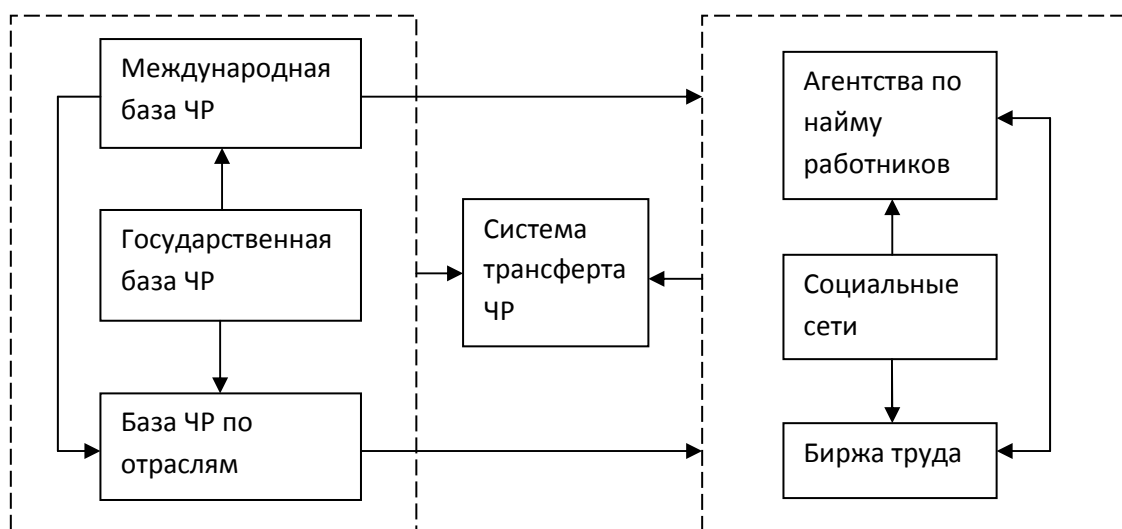 Международная
база ЧР
Государственная
база ЧР
База ЧР по
отраслям
Система
трансферта
ЧР
Агентства по
найму
работников
Социальные
сети
Биржа труда